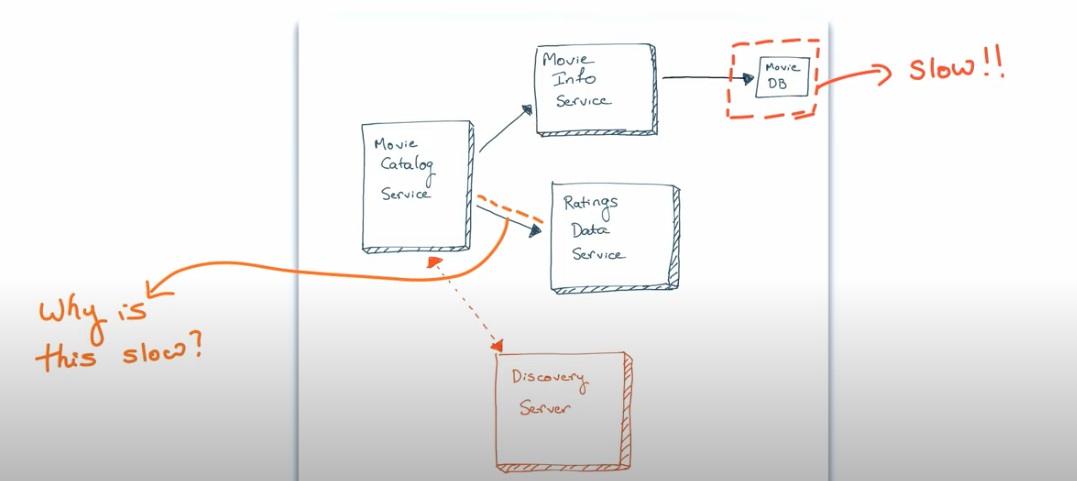 Movie
Info
Service
Movie
DB
Slow!!
Movie
Catalog
Service
Ratings
Data
Service
Why is
this slow?
Discovery
Server